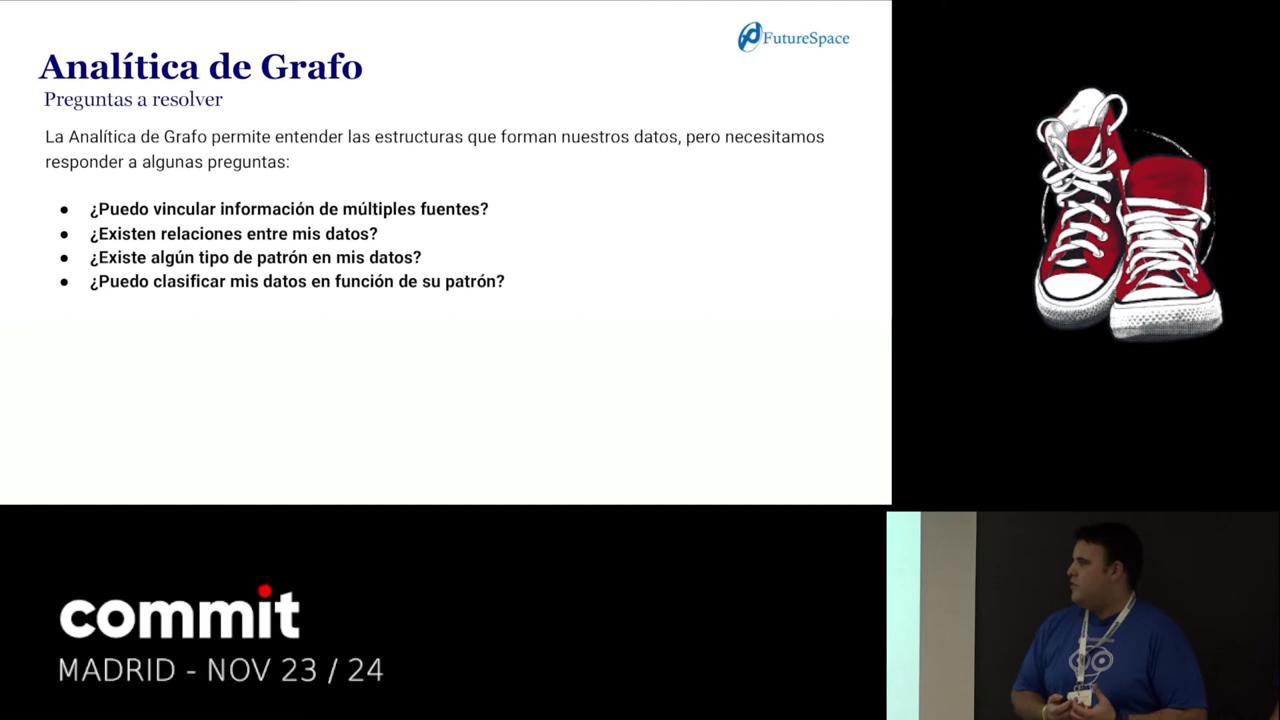 FutureSpace
Analítica de Grafo
Preguntas a resolver
La Analítica de Grafo permite entender las estructuras que forman nuestros datos, pero necesitamos
responder a algunas preguntas:
● ¿Puedo vincular información de múltiples fuentes?
● ¿Existen relaciones entre mis datos?
● ¿Existe algún tipo de patrón en mis datos?
● ¿Puedo clasificar mis datos en función de su patrón?
commit
MADRID - NOV 23 / 24